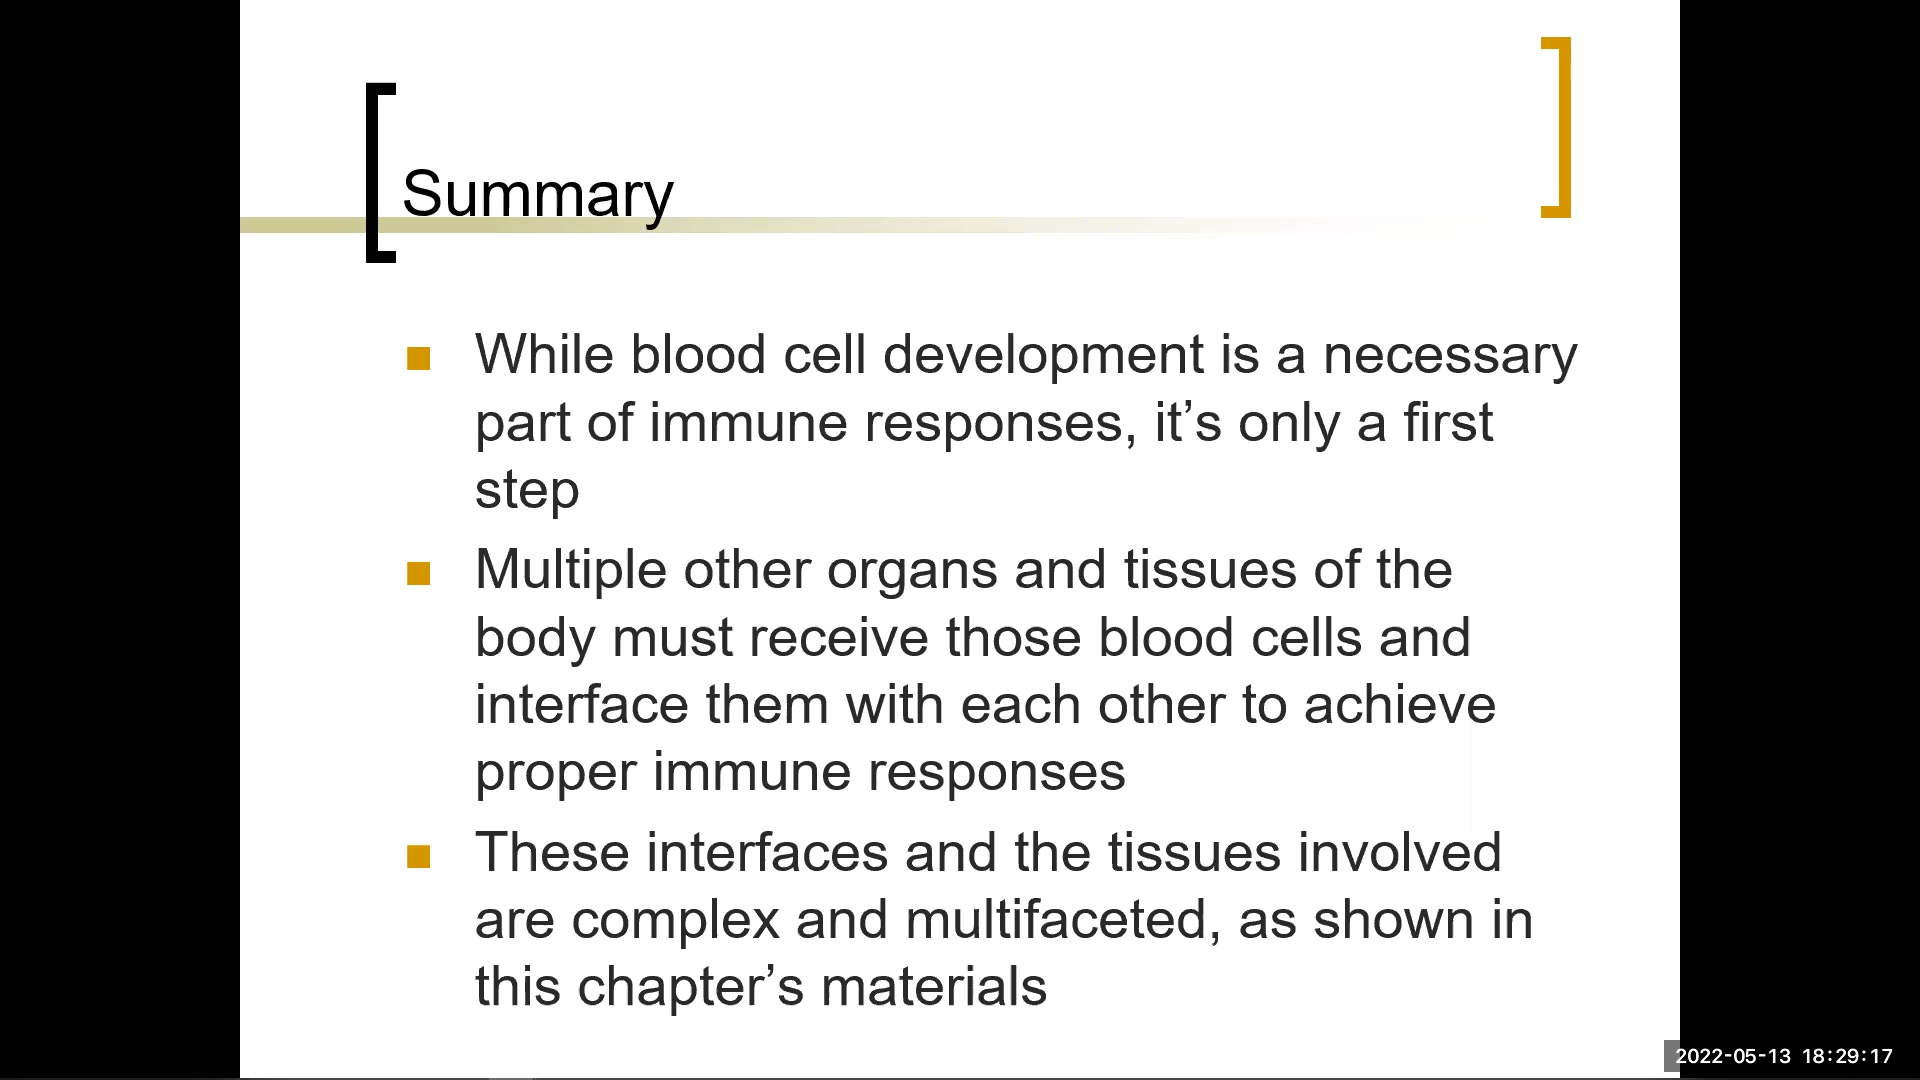 Summary
While blood cell development is a necessary
part of immune responses, it’s only a first
step
Multiple other organs and tissues of the
body must receive those blood cells and
interface them with each other to achieve
proper immune responses
These interfaces and the tissues involved
are complex and multifaceted, as shown in
this chapter’s materials
2022-05-13 18:29:17